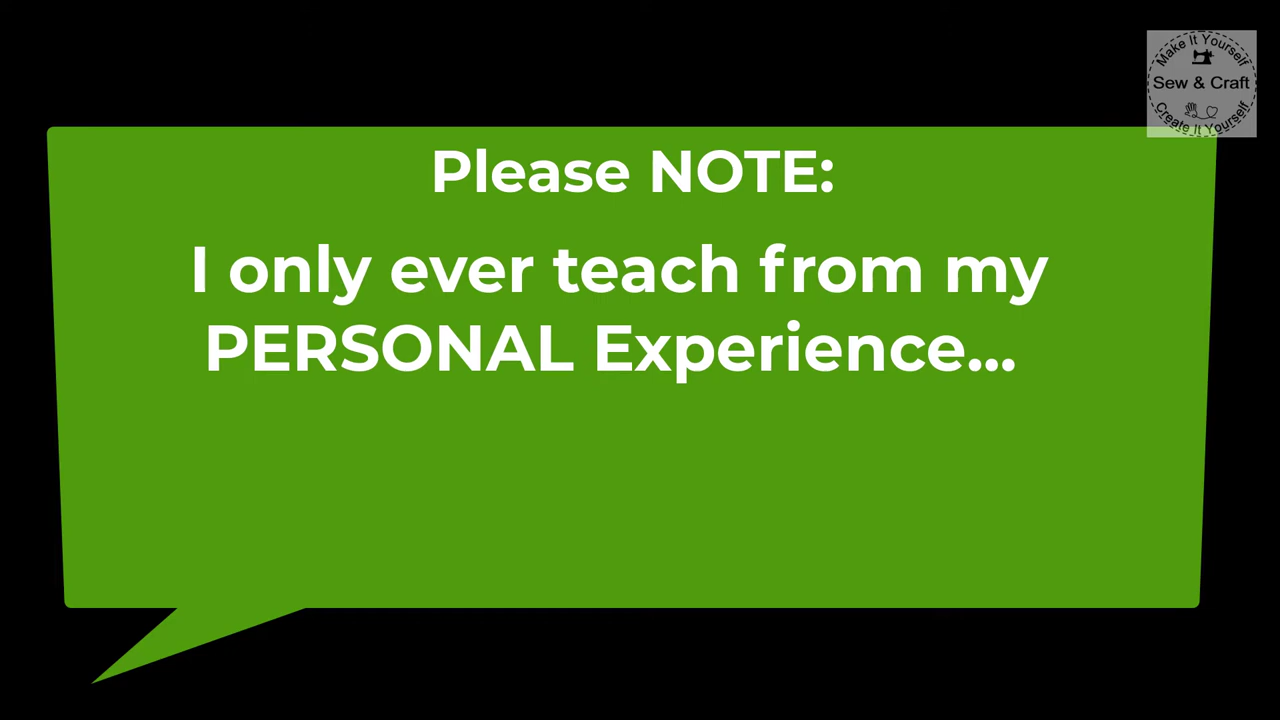 Make It Yourself
Sew & Craft
Create It Yourself
Please NOTE:
I only ever teach from my
PERSONAL Experience...